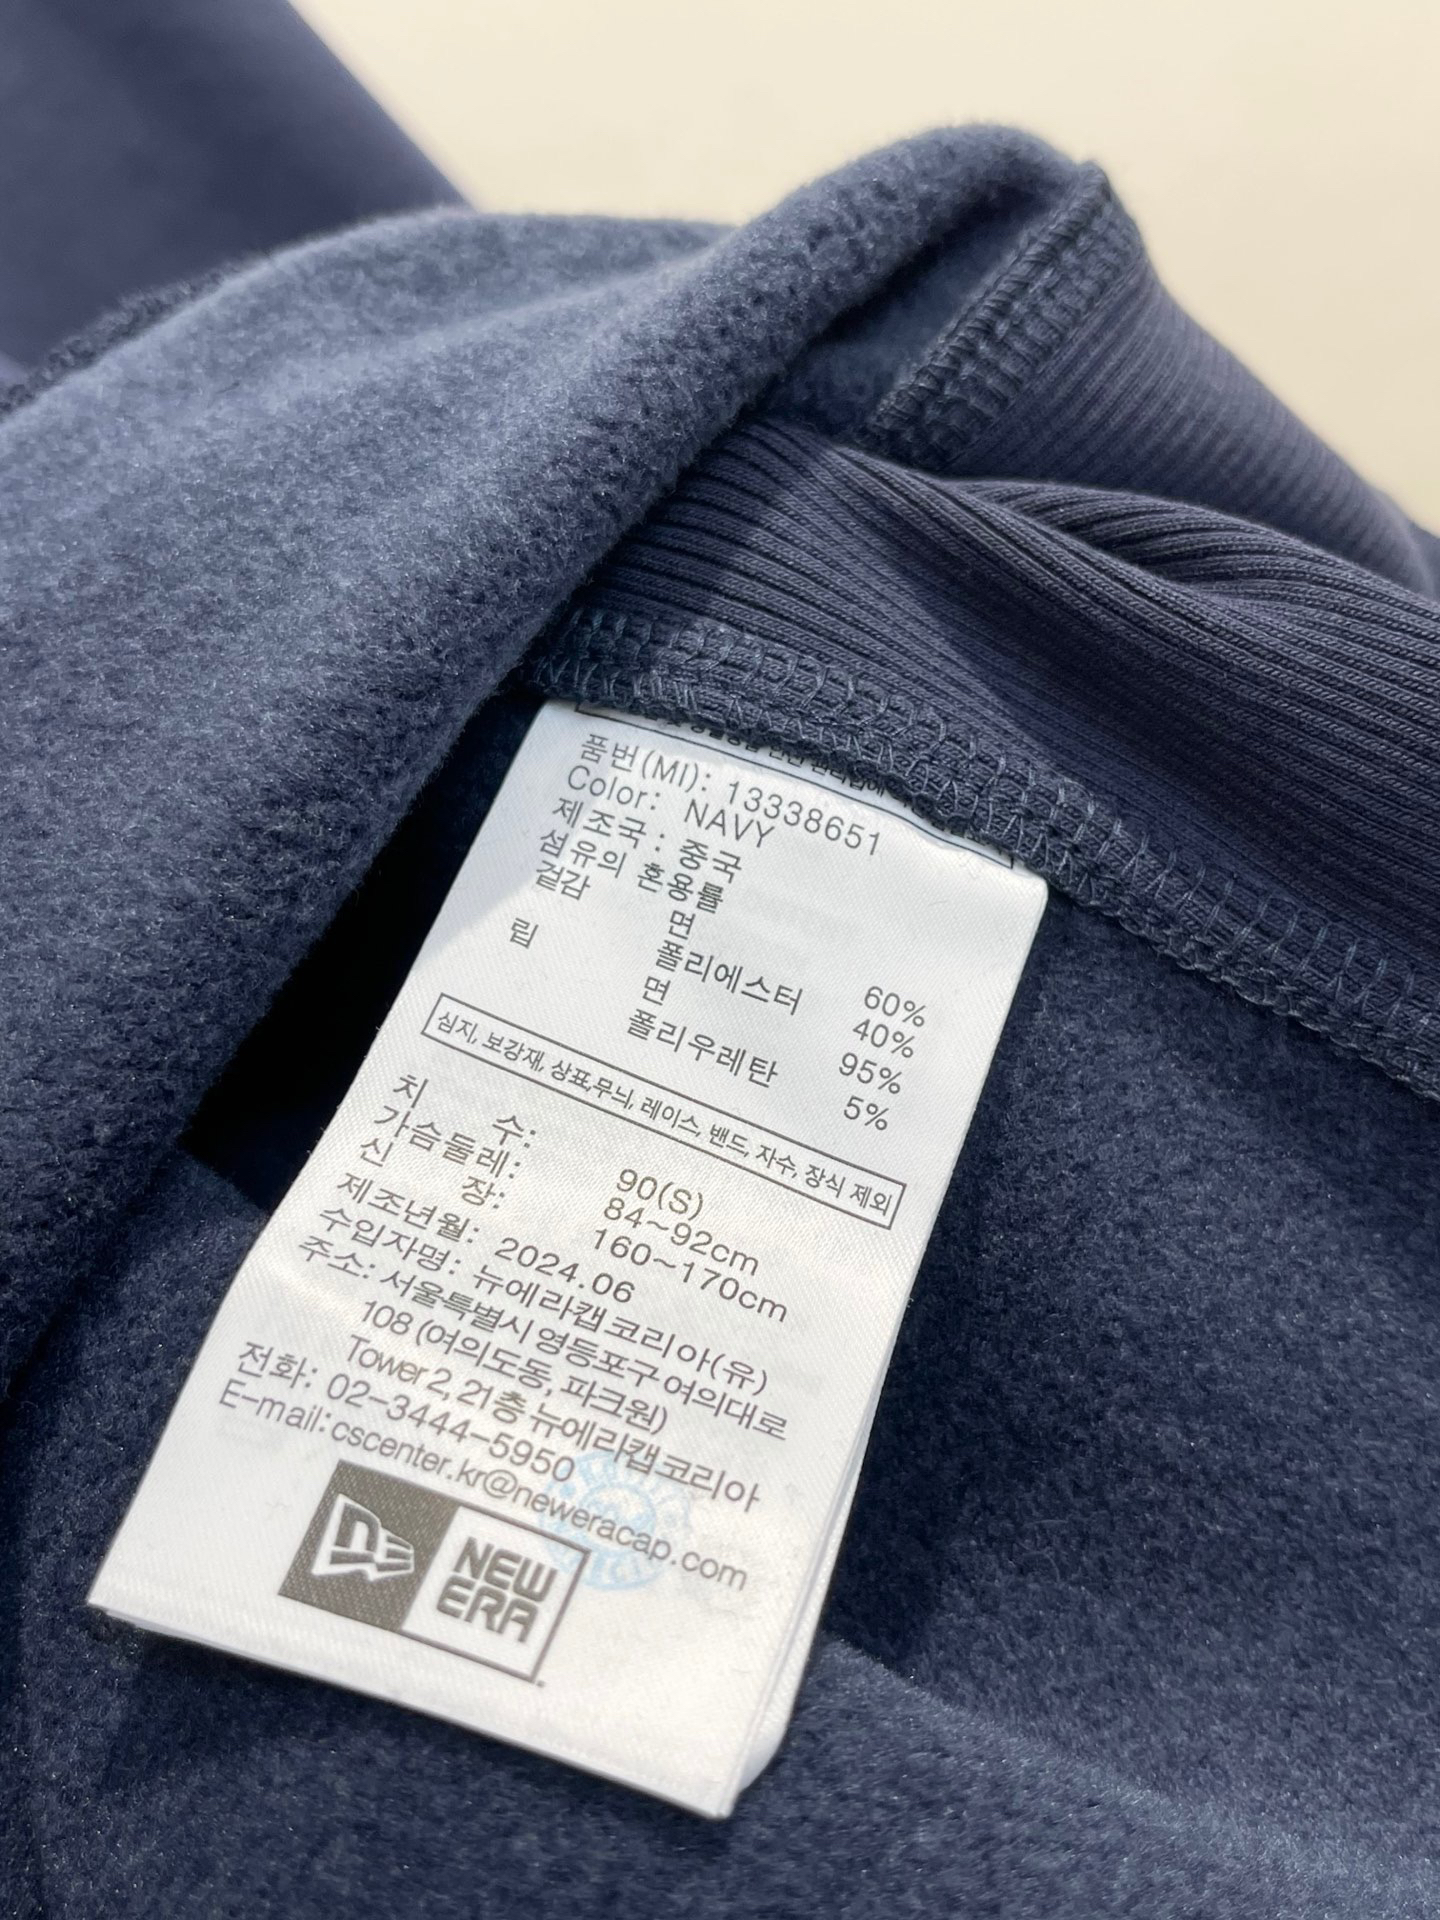 품번(MI): 13338651
Color: NAVY
제조국: 중국
섬유의 혼용률
겉감 면 60%
폴리에스터 40%
립 면 95%
폴리우레탄 5%
심지, 보강재, 상표,무늬, 레이스, 밴드, 자수, 장식 제외
치 수: 90(S)
가슴둘레: 84~92cm
신 장: 160~170cm
제조년월: 2024.06
수입자명: 뉴에라캡코리아(유)
주소: 서울특별시 영등포구 여의대로
108 (여의도동, 파크원)
Tower 2, 21층 뉴에라캡코리아
전화: 02-3444-5950
E-mail:cscenter.kr@neweracap.com
NEW
ERA